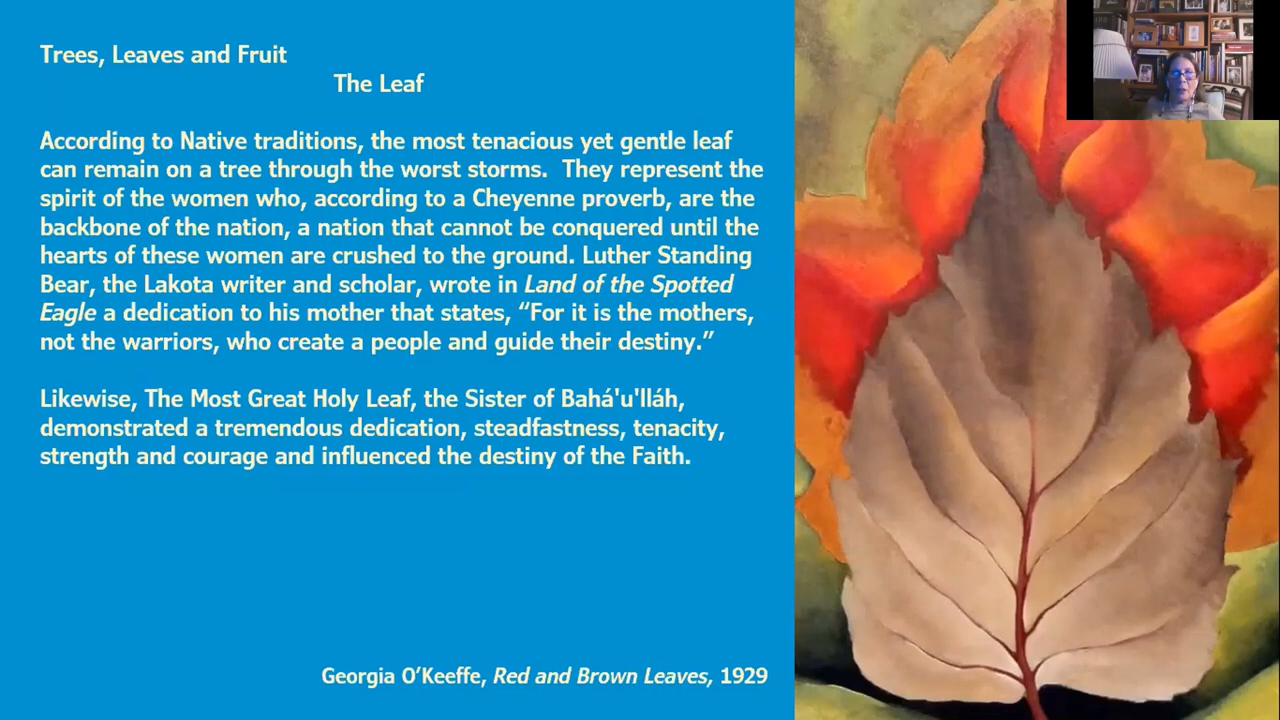 Trees, Leaves and Fruit
The Leaf
According to Native traditions, the most tenacious yet gentle leaf
can remain on a tree through the worst storms.  They represent the
spirit of the women who, according to a Cheyenne proverb, are the
backbone of the nation, a nation that cannot be conquered until the
hearts of these women are crushed to the ground. Luther Standing
Bear, the Lakota writer and scholar, wrote in Land of the Spotted
Eagle a dedication to his mother that states, “For it is the mothers,
not the warriors, who create a people and guide their destiny.”
Likewise, The Most Great Holy Leaf, the Sister of Bahá'u'lláh,
demonstrated a tremendous dedication, steadfastness, tenacity,
strength and courage and influenced the destiny of the Faith.
Georgia O’Keeffe, Red and Brown Leaves, 1929